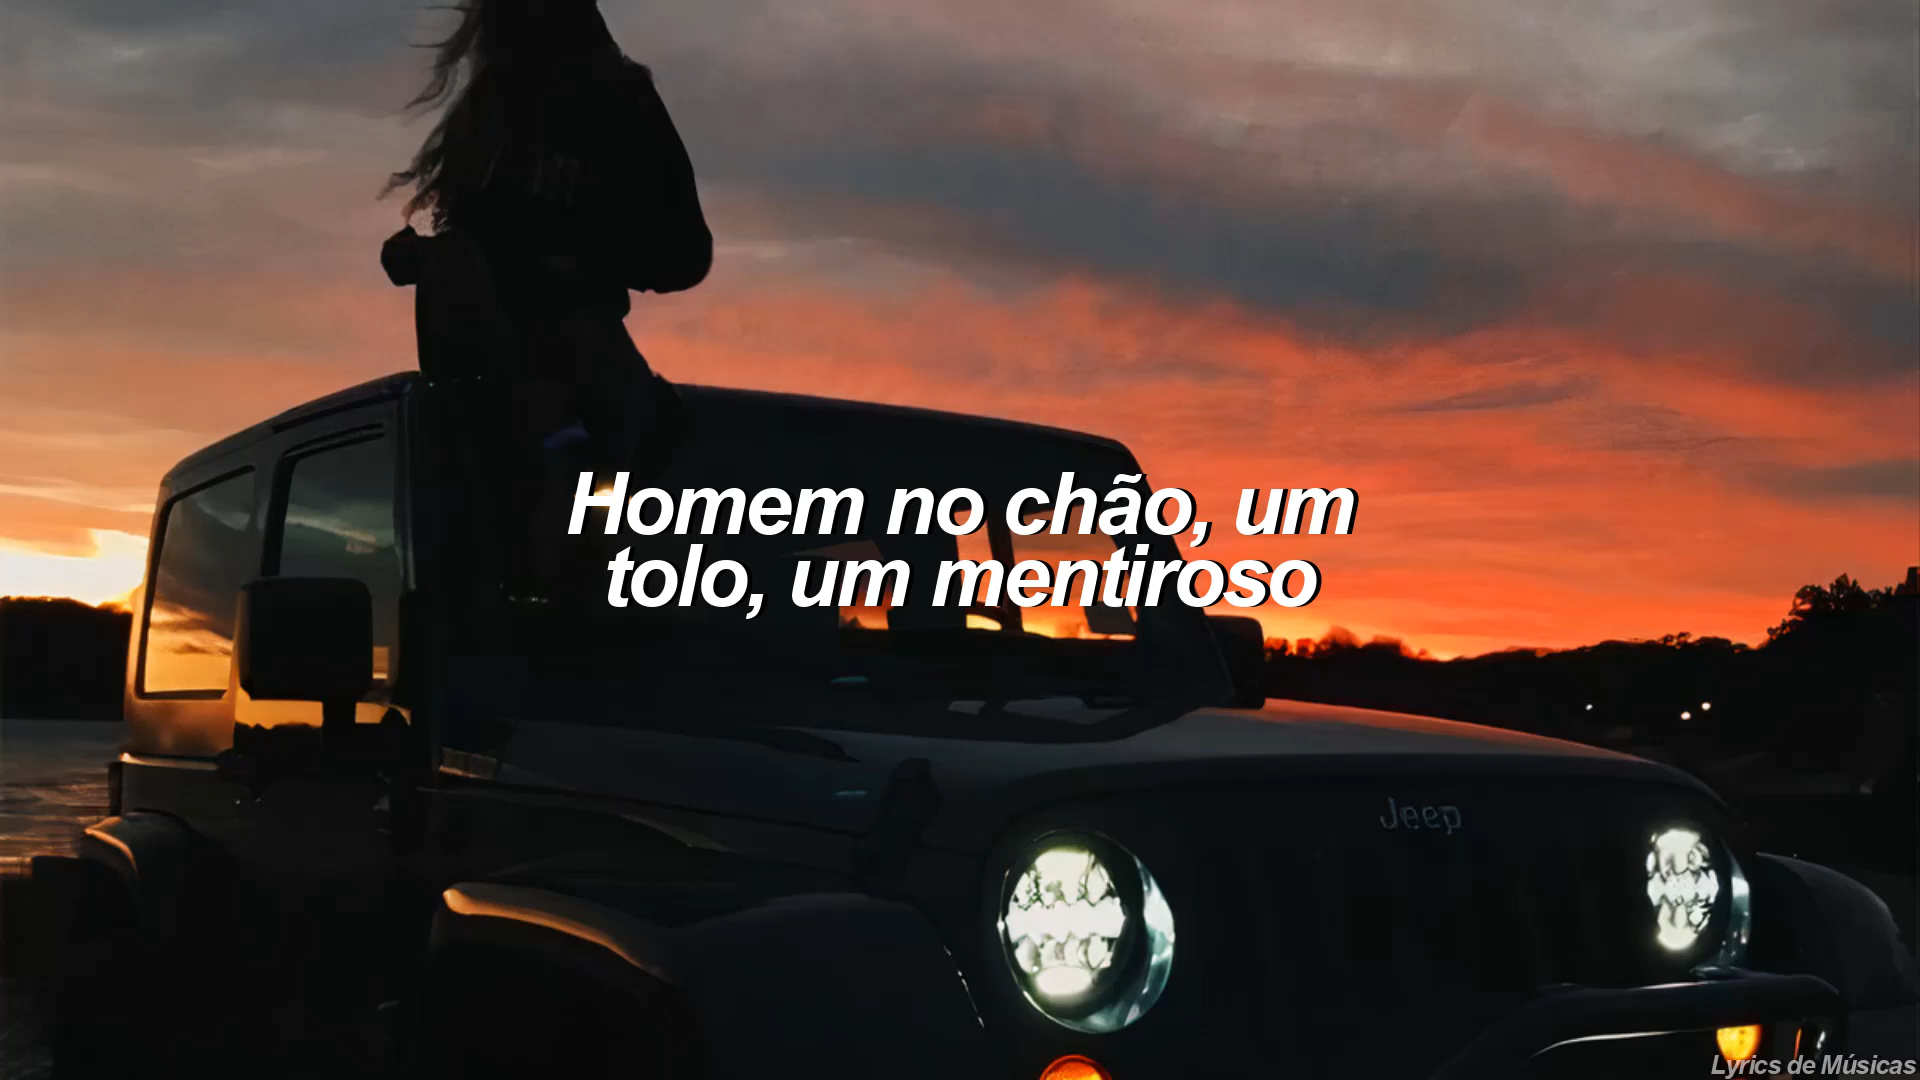 Homem no chão, um
tolo, um mentiroso
Jeep
Lyrics de Músicas